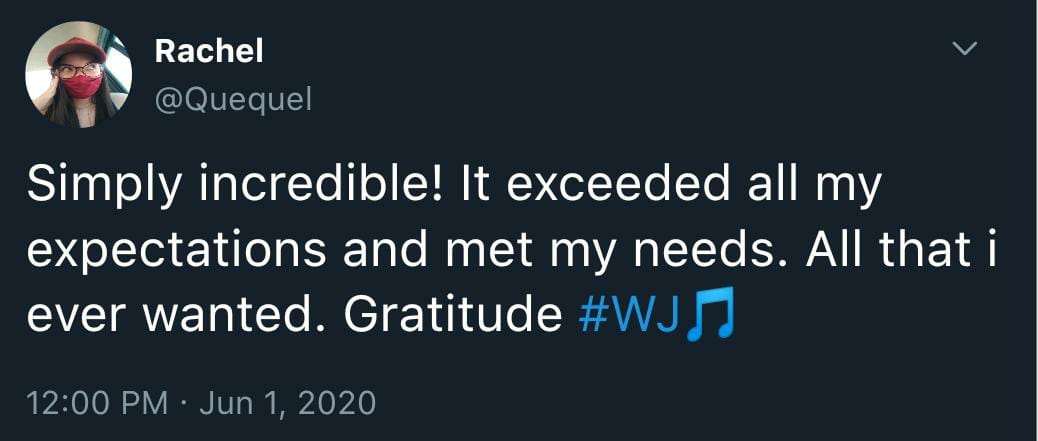 Rachel
@Quequel
Simply incredible! It exceeded all my
expectations and met my needs. All that i
ever wanted. Gratitude #WJ🎵
12:00 PM · Jun 1, 2020